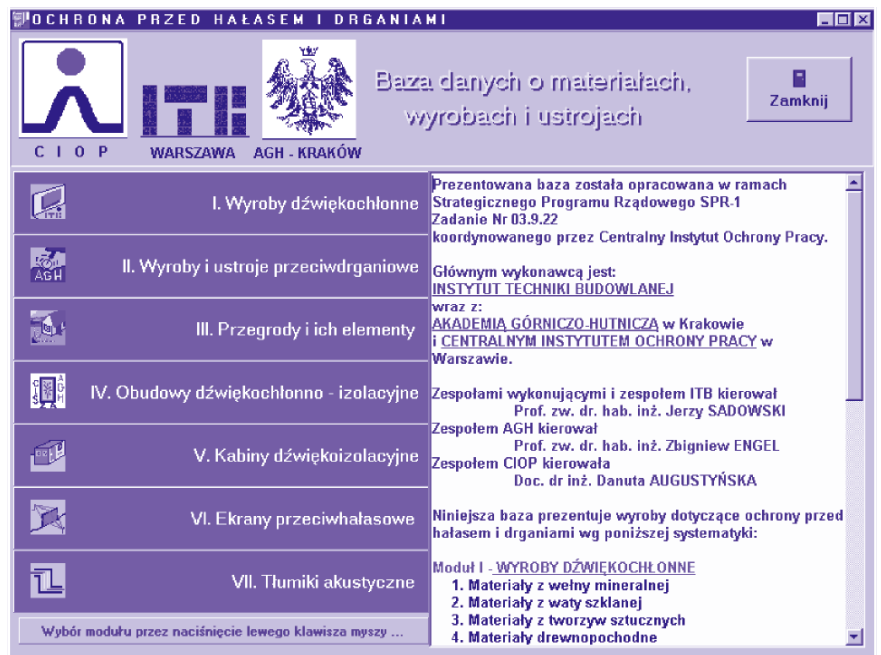 OCHRONA PRZED HAŁASEM I DRGANIAMI
Baza danych o materiałach,
wyrobach i ustrojach
Zamknij
ITB
C I O P
WARSZAWA
AGH - KRAKÓW
ITB
I. Wyroby dźwiękochłonne
AGH
II. Wyroby i ustroje przeciwdrganiowe
III. Przegrody i ich elementy
IV. Obudowy dźwiękochłonno - izolacyjne
V. Kabiny dźwiękoizolacyjne
VI. Ekrany przeciwhałasowe
VII. Tłumiki akustyczne
Wybór modułu przez naciśnięcie lewego klawisza myszy ...
Prezentowana baza została opracowana w ramach
Strategicznego Programu Rządowego SPR-1
Zadanie Nr 03.9.22
koordynowanego przez Centralny Instytut Ochrony Pracy.
Głównym wykonawcą jest:
INSTYTUT TECHNIKI BUDOWLANEJ
wraz z:
AKADEMIĄ GÓRNICZO-HUTNICZĄ w Krakowie
i CENTRALNYM INSTYTUTEM OCHRONY PRACY w
Warszawie.
Zespołami wykonującymi i zespołem ITB kierował
Prof. zw. dr. hab. inż. Jerzy SADOWSKI
Zespołem AGH kierował
Prof. zw. dr. hab. inż. Zbigniew ENGEL
Zespołem CIOP kierowała
Doc. dr inż. Danuta AUGUSTYŃSKA
Niniejsza baza prezentuje wyroby dotyczące ochrony przed
hałasem i drganiami wg poniższej systematyki:
Moduł I - WYROBY DŹWIĘKOCHŁONNE
1. Materiały z wełny mineralnej
2. Materiały z waty szklanej
3. Materiały z tworzyw sztucznych
4. Materiały drewnopochodne